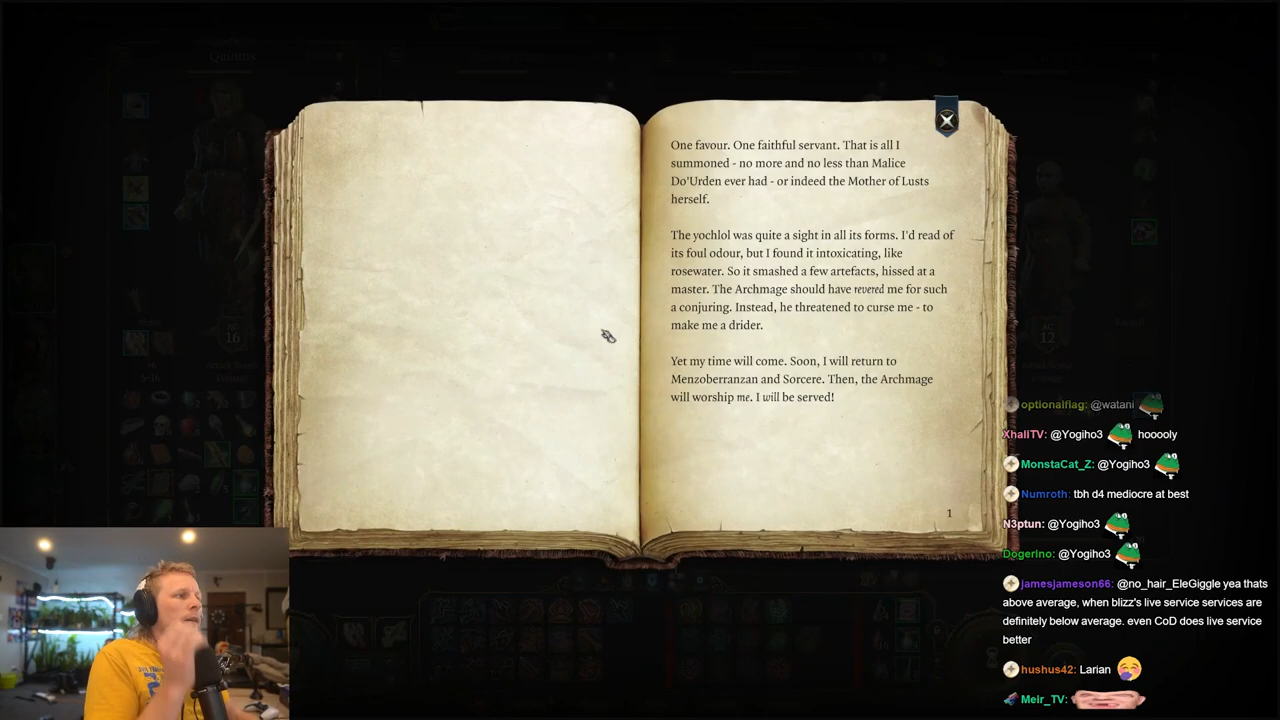 Quintus
One favour. One faithful servant. That is all I
summoned - no more and no less than Malice
Do'Urden ever had - or indeed the Mother of Lusts
herself.
The yochlol was quite a sight in all its forms. I'd read of
its foul odour, but I found it intoxicating, like
rosewater. So it smashed a few artefacts, hissed at a
master. The Archmage should have revered me for such
a conjuring. Instead, he threatened to curse me - to
make me a drider.
Yet my time will come. Soon, I will return to
Menzoberranzan and Sorcere. Then, the Archmage
will worship me. I will be served!
1
AC
16
AC
12
optionalflag: @watani
XhaliTV: @Yogiho3 hooooly
MonstaCat_Z: @Yogiho3
Numroth: tbh d4 mediocre at best
N3ptun: @Yogiho3
Dogerlno: @Yogiho3
jamesjameson66: @no_hair_EleGiggle yea thats
above average, when blizz's live service services are
definitely below average. even CoD does live service
better
hushus42: Larian
Meir_TV: